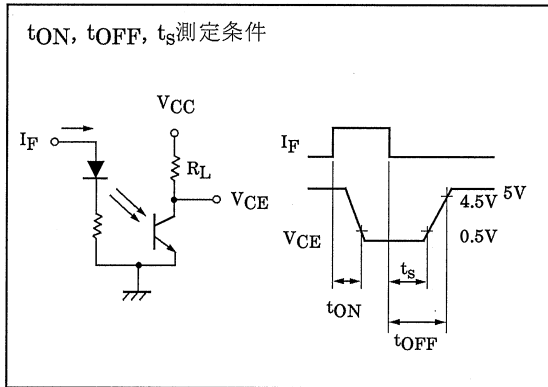 tON, tOFF, ts測定条件
IF
VCC
RL
VCE
IF
VCE
5V
4.5V
0.5V
ts
tON
tOFF